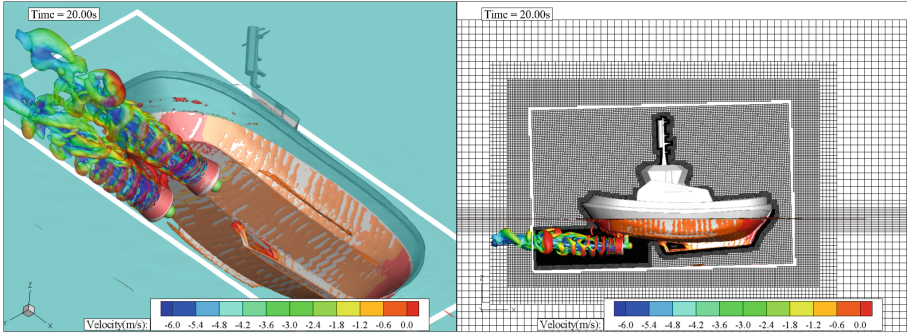 Time = 20.00s
Z
Y
X
Velocity(m/s):
-6.0 -5.4 -4.8 -4.2 -3.6 -3.0 -2.4 -1.8 -1.2 -0.6 0.0
Time = 20.00s
Z
X
Velocity(m/s):
-6.0 -5.4 -4.8 -4.2 -3.6 -3.0 -2.4 -1.8 -1.2 -0.6 0.0